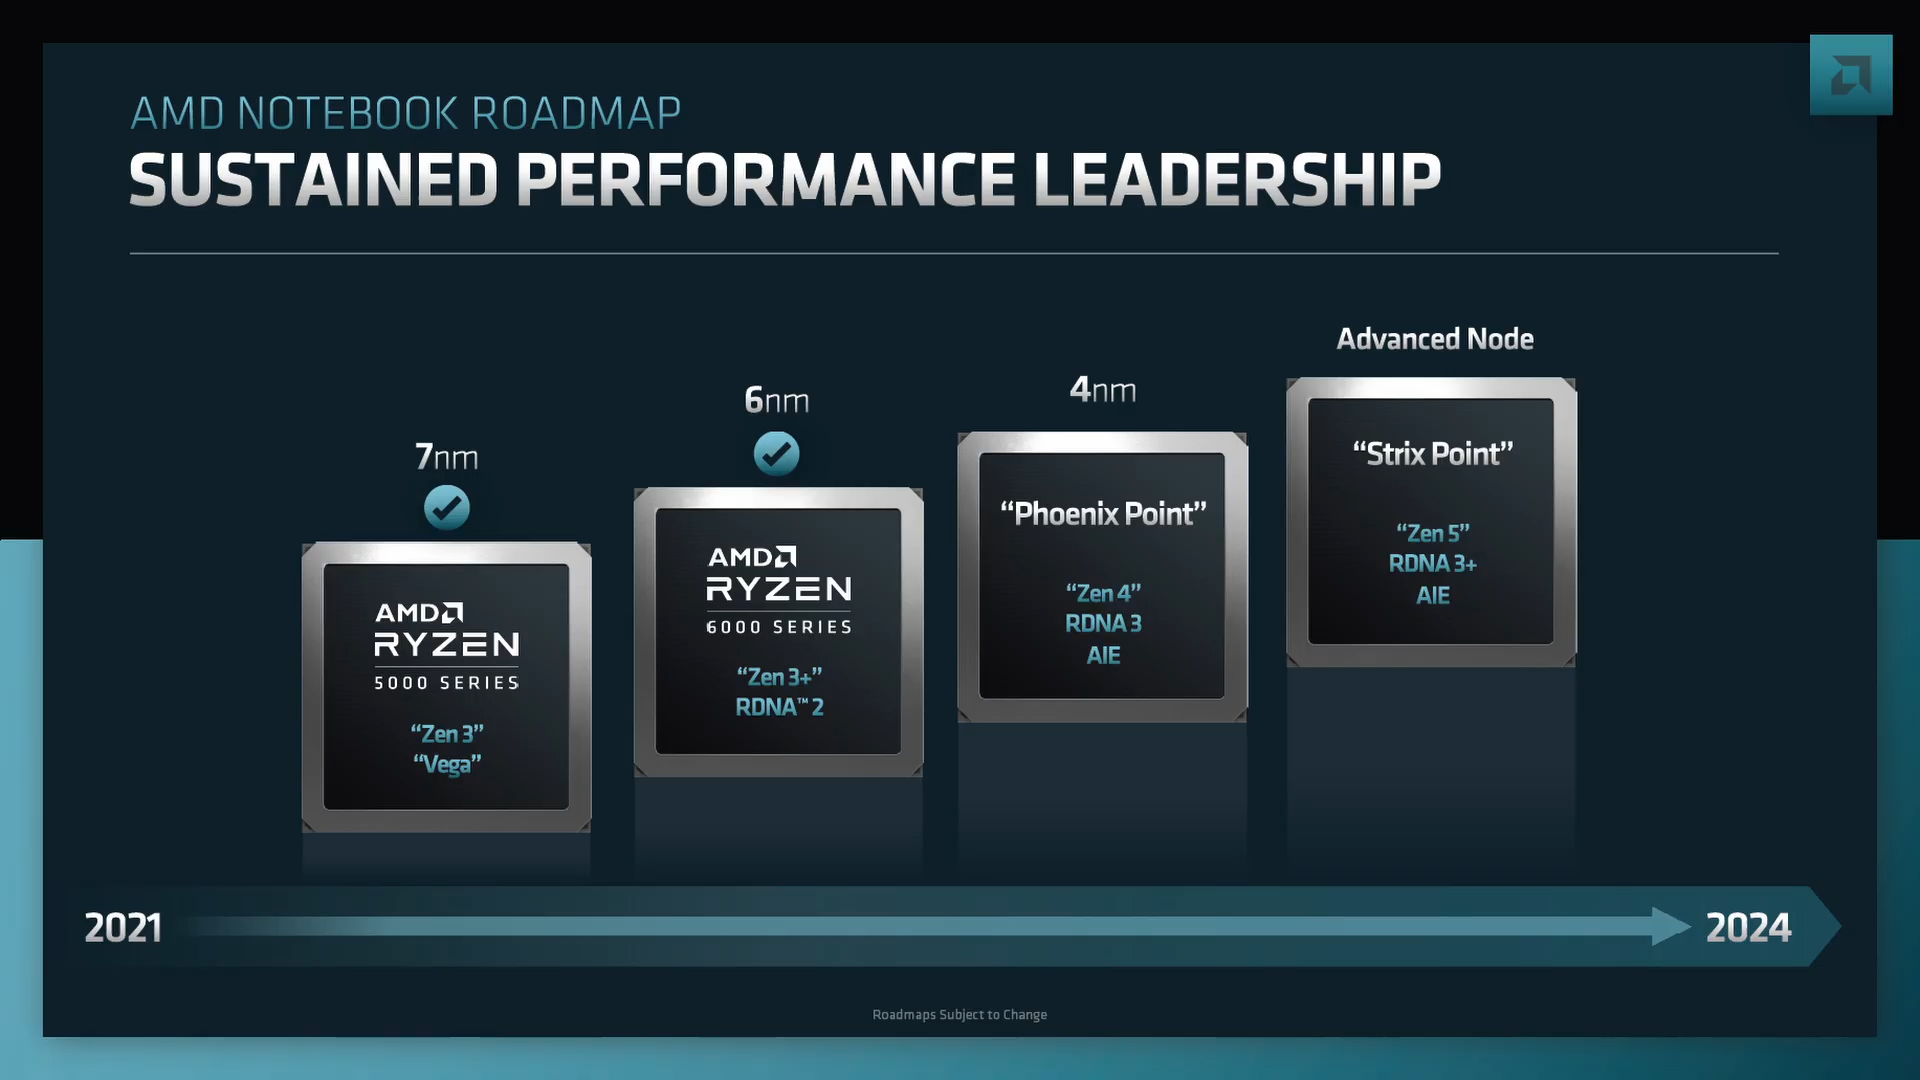 AMD NOTEBOOK ROADMAP
SUSTAINED PERFORMANCE LEADERSHIP
7nm
AMD
RYZEN
5000 SERIES
“Zen 3”
“Vega”
6nm
AMD
RYZEN
6000 SERIES
“Zen 3+”
RDNA™ 2
4nm
“Phoenix Point”
“Zen 4”
RDNA 3
AIE
Advanced Node
“Strix Point”
“Zen 5”
RDNA 3+
AIE
2021
2024
Roadmaps Subject to Change